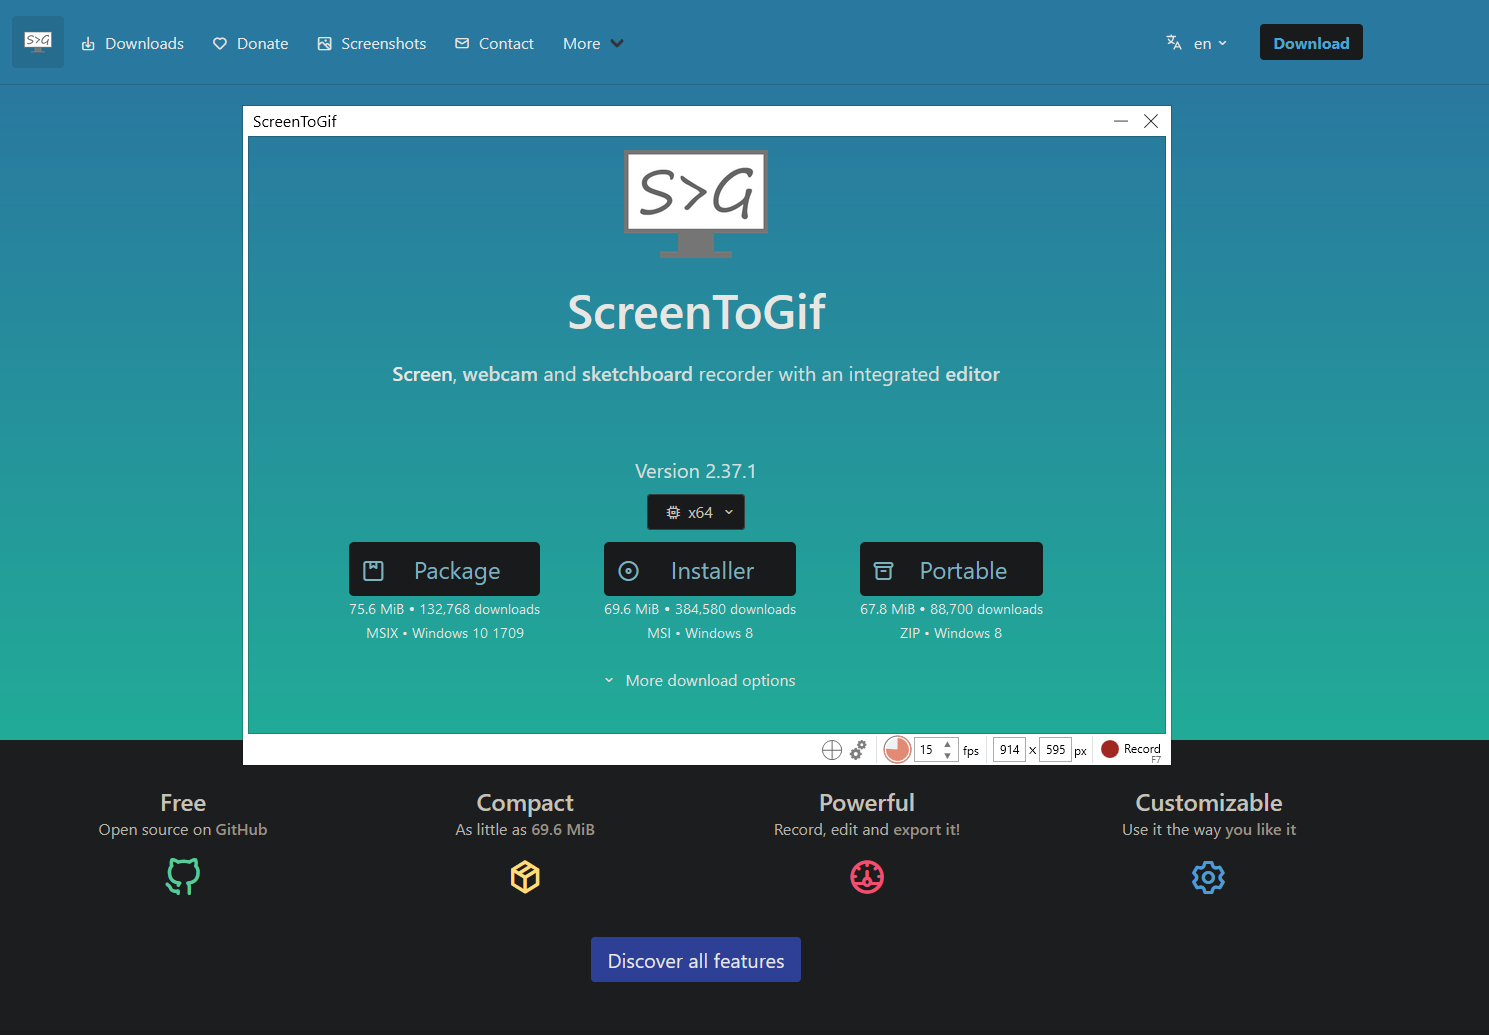 S>G Downloads Donate Screenshots Contact More en Download
ScreenToGif
S>G
ScreenToGif
Screen, webcam and sketchboard recorder with an integrated editor
Version 2.37.1
x64
Package Installer Portable
75.6 MiB • 132,768 downloads 69.6 MiB • 384,580 downloads 67.8 MiB • 88,700 downloads
MSIX • Windows 10 1709 MSI • Windows 8 ZIP • Windows 8
More download options
15 fps 914 x 595 px Record
F7
Free Compact Powerful Customizable
Open source on GitHub As little as 69.6 MiB Record, edit and export it! Use it the way you like it
Discover all features